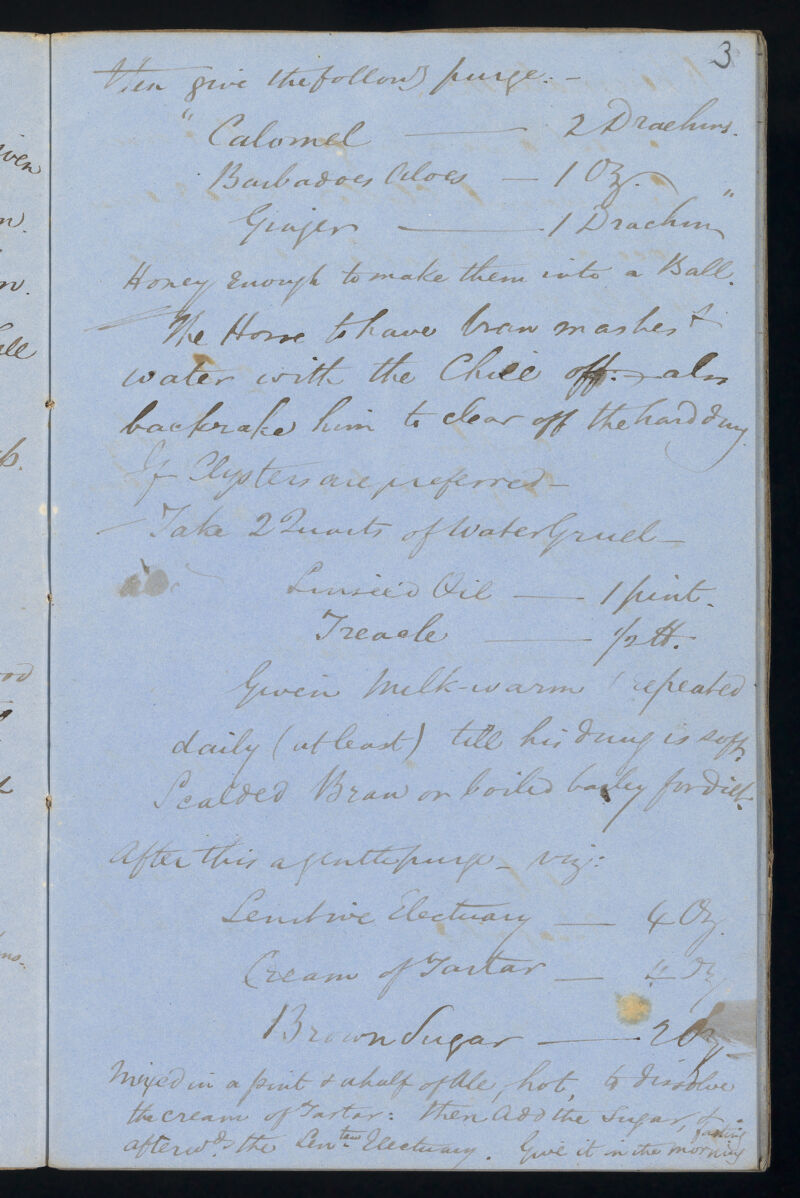 3
then give the follow^g purge: -
" Calomel — 2 Drachms.
Barbadoes Aloes — 1 Oz.
Ginger — 1 Drachm "
Honey Enough to make them into a Ball.
The Horse to have bran mashes &
water with the Chill off: - also
backrake him to clear off the hard dung.
If Clysters are preferred -
Take 2 Quarts of Water Gruel -
Linseed Oil — 1 pint.
Treacle — 1/2 lb.
Given Milk-warm repeated
daily (at least) till his dung is soft.
Scalded Bran or boiled barley for diet.
After this a gentle purge - viz:
Lenitive Electuary — 4 Oz.
Cream of Tartar — 4 Oz
Brown Sugar — 2 Oz.
Mixed in a pint & a half of Ale, hot, to dissolve
the cream of Tartar: then add the Sugar, &
afterw^ds the Len^tive Electuary. Give it in the morning
fasting